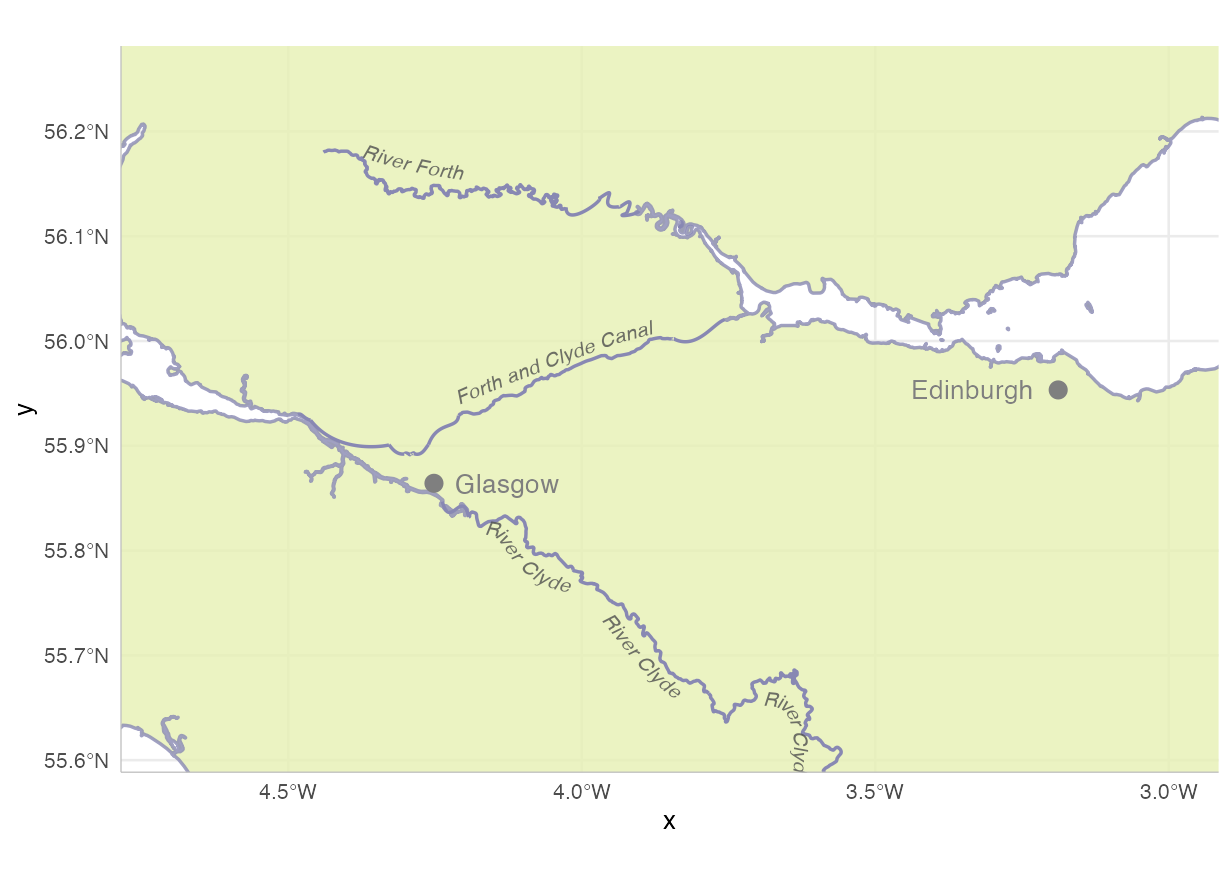 56.2°N
River Forth
56.1°N
56.0°N
Forth and Clyde Canal
Edinburgh
55.9°N
Glasgow
River Clyde
55.8°N
River Clyde
55.7°N
River Clyd
55.6°N
4.5°W 4.0°W 3.5°W 3.0°W
x
y